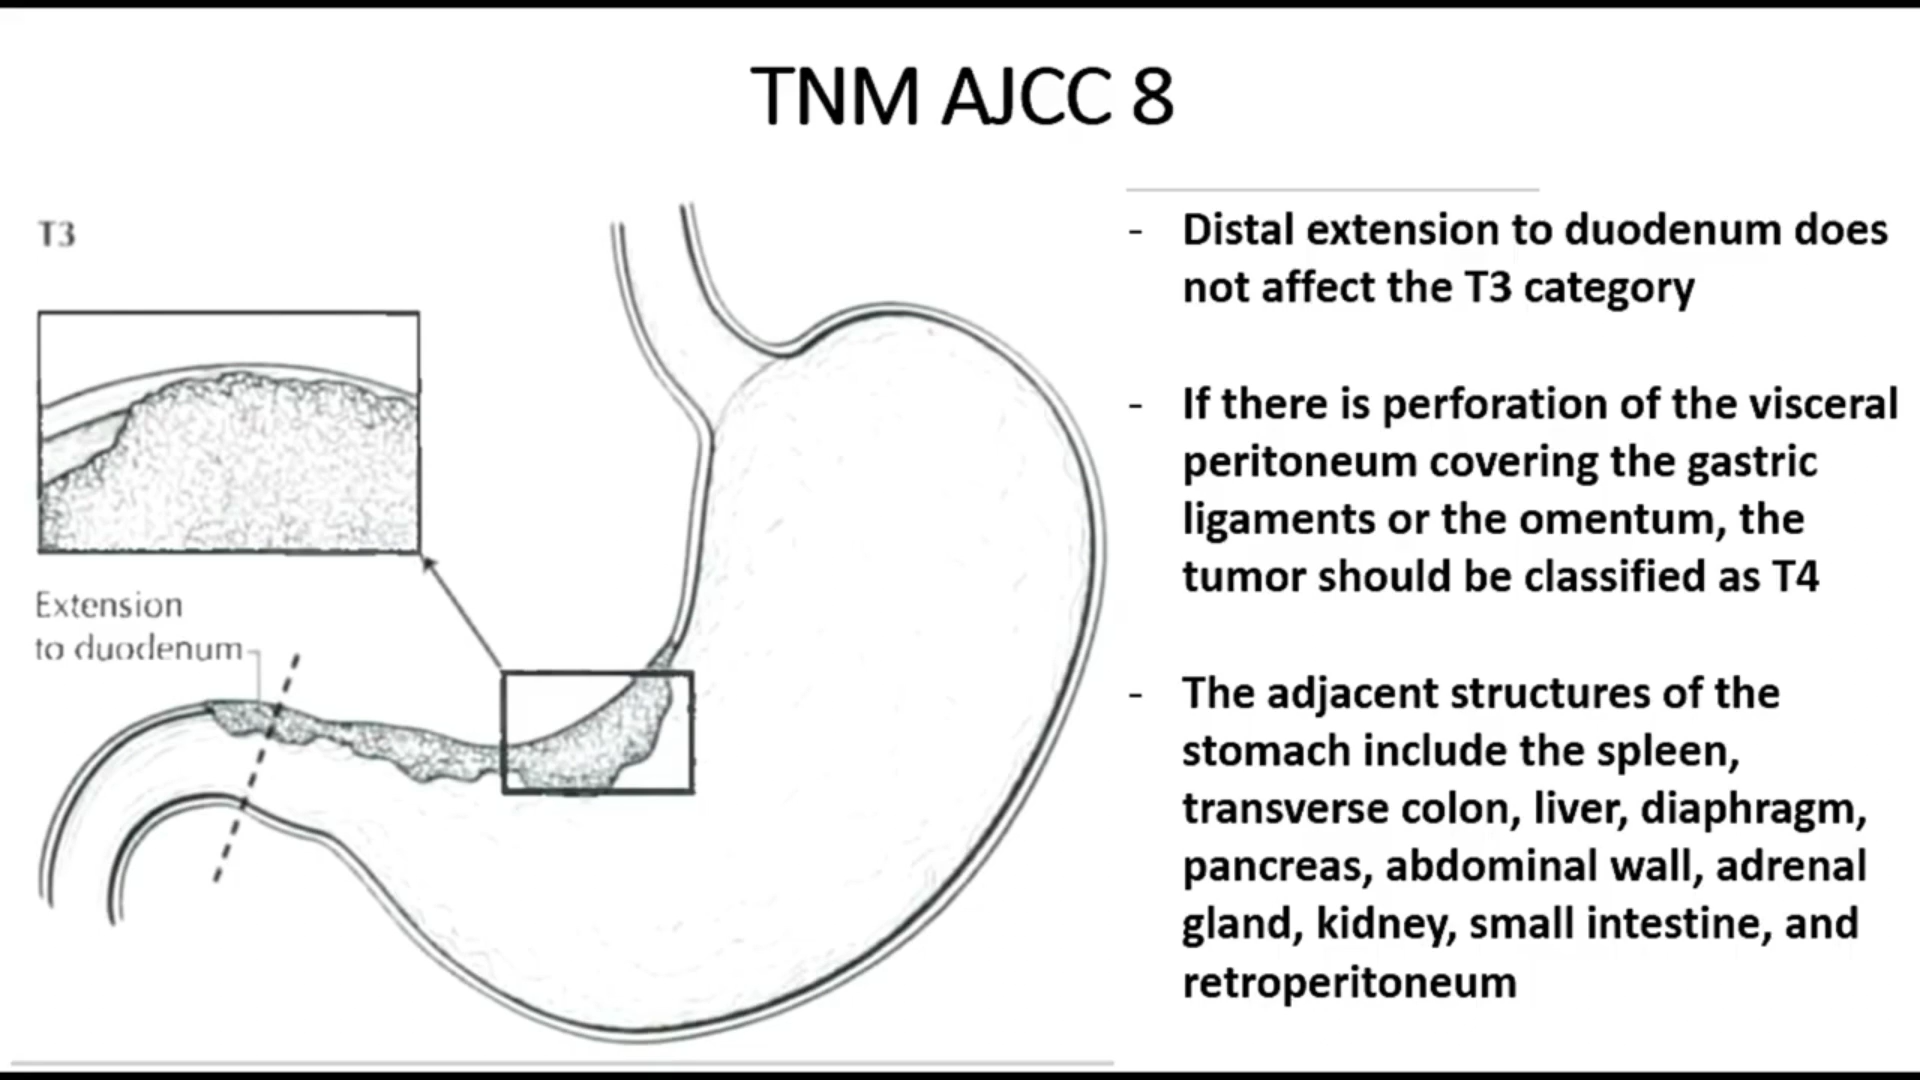 TNM AJCC 8
T3
Extension
to duodenum
- Distal extension to duodenum does
not affect the T3 category
- If there is perforation of the visceral
peritoneum covering the gastric
ligaments or the omentum, the
tumor should be classified as T4
- The adjacent structures of the
stomach include the spleen,
transverse colon, liver, diaphragm,
pancreas, abdominal wall, adrenal
gland, kidney, small intestine, and
retroperitoneum